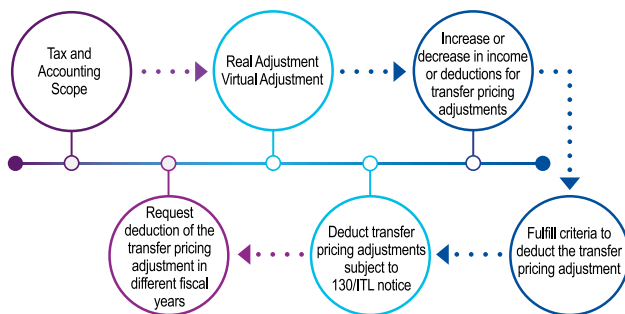 Tax and
Accounting
Scope
Real Adjustment
Virtual Adjustment
Increase or
decrease in income
or deductions for
transfer pricing
adjustments
Fulfill criteria to
deduct the transfer
pricing adjustment
Deduct transfer
pricing adjustments
subject to
130/ITL notice
Request
deduction of the
transfer pricing
adjustment in
different fiscal
years